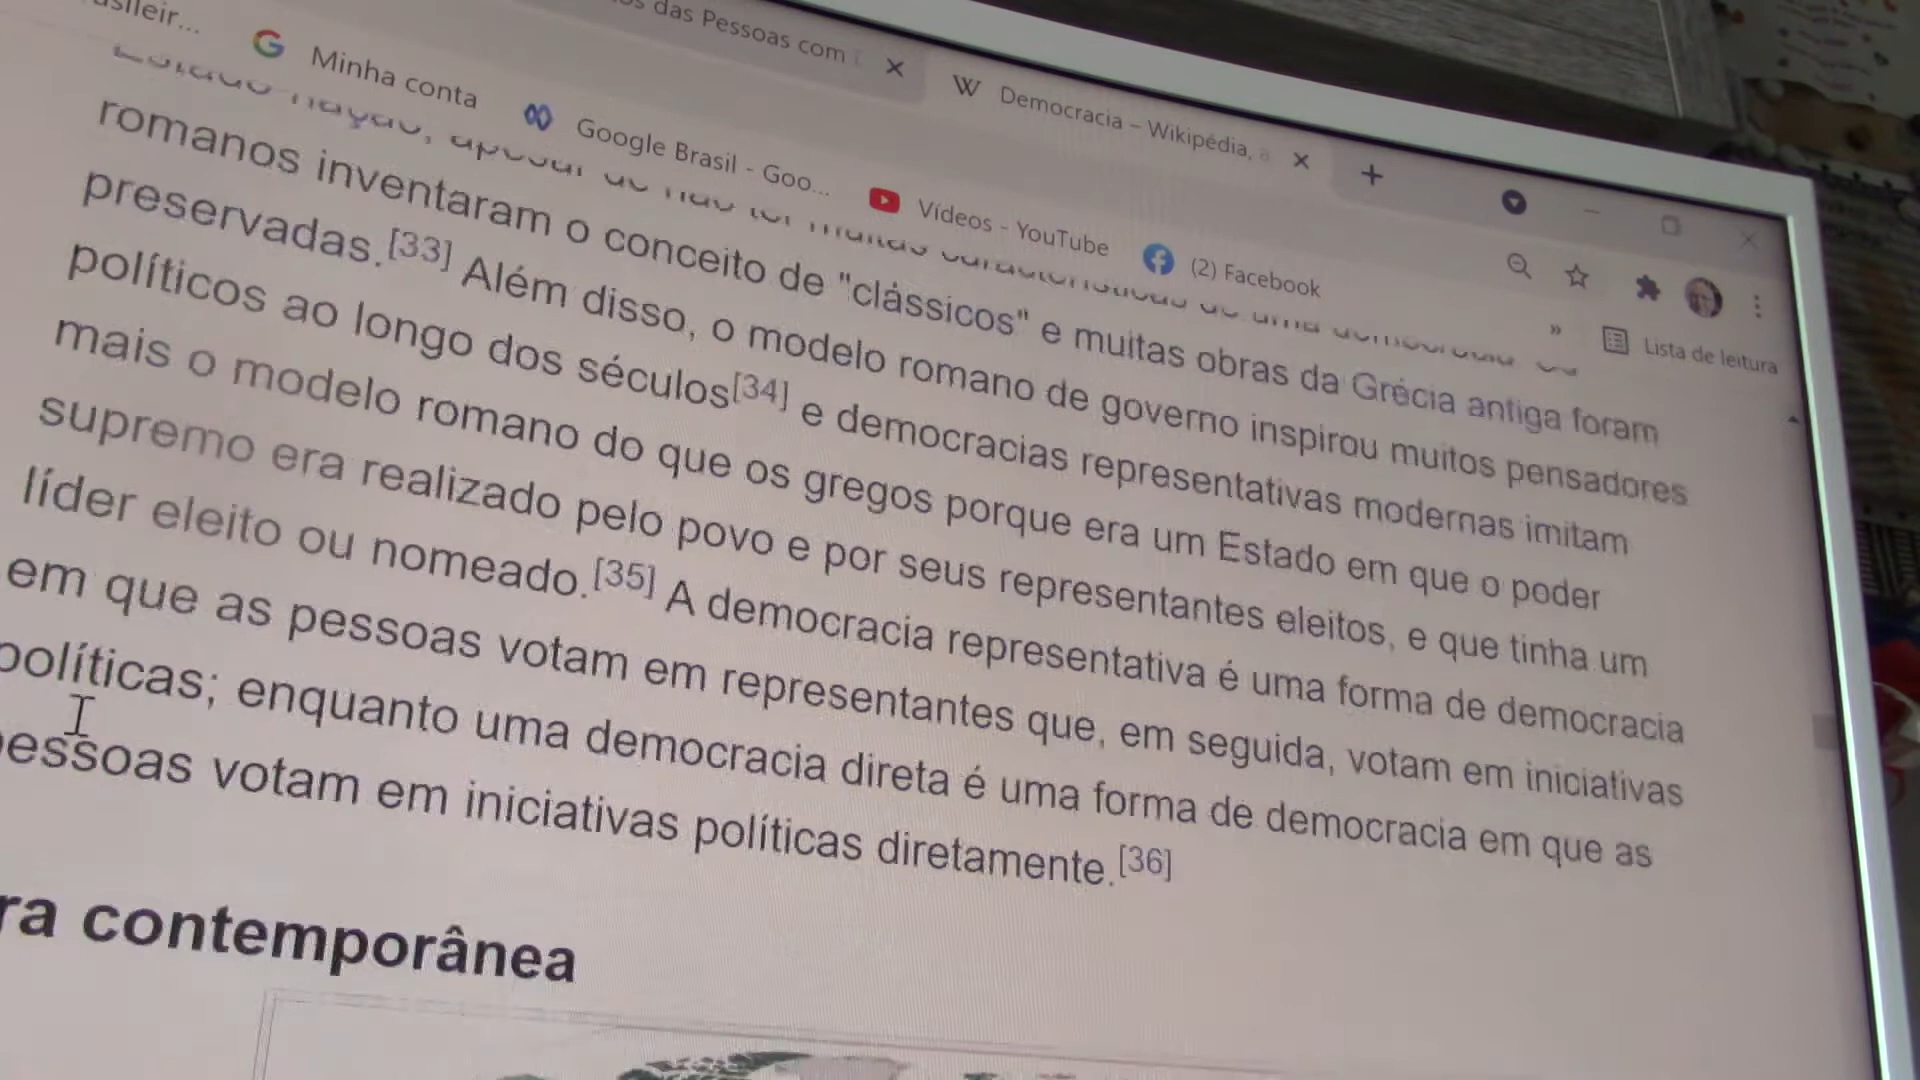 das Pessoas com
Democracia – Wikipédia,
Minha conta
Google Brasil - Goo...
Vídeos - YouTube
(2) Facebook
Lista de leitura
romanos inventaram o conceito de "clássicos" e muitas obras da Grécia antiga foram
preservadas.[33] Além disso, o modelo romano de governo inspirou muitos pensadores
políticos ao longo dos séculos[34] e democracias representativas modernas imitam
mais o modelo romano do que os gregos porque era um Estado em que o poder
supremo era realizado pelo povo e por seus representantes eleitos, e que tinha um
líder eleito ou nomeado.[35] A democracia representativa é uma forma de democracia
em que as pessoas votam em representantes que, em seguida, votam em iniciativas
políticas; enquanto uma democracia direta é uma forma de democracia em que as
pessoas votam em iniciativas políticas diretamente.[36]
ra contemporânea